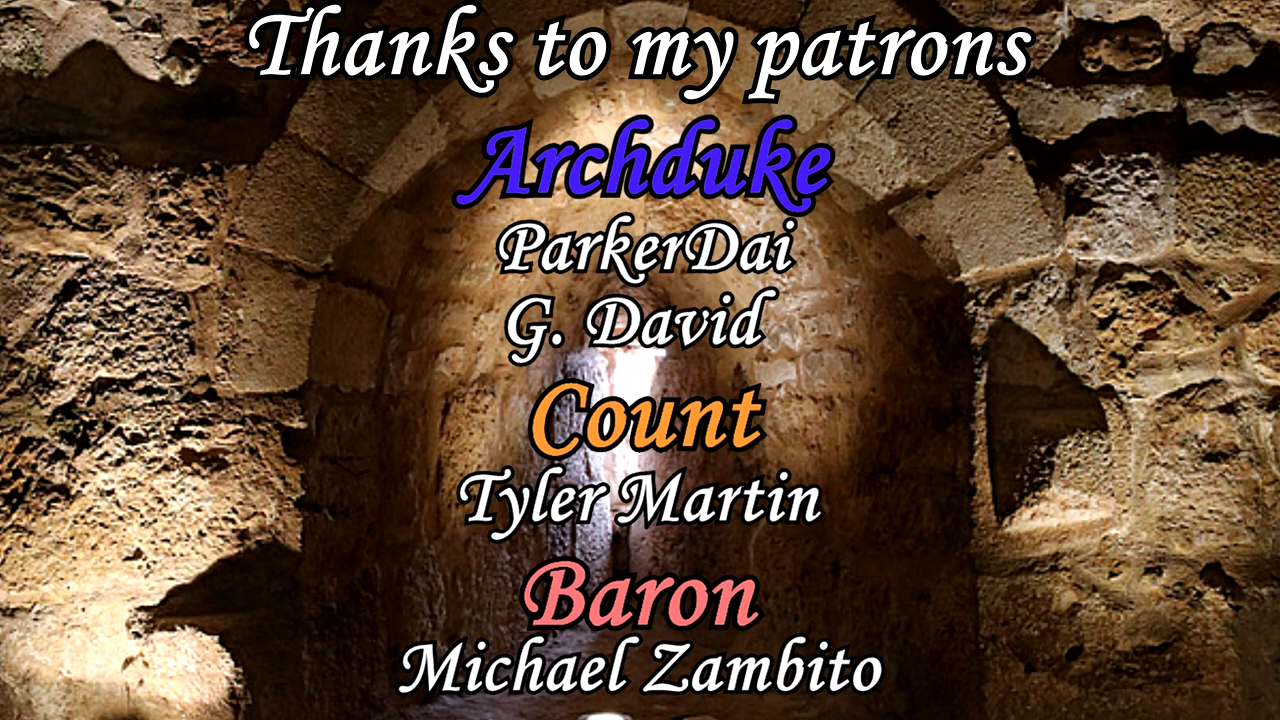 Thanks to my patrons
Archduke
ParkerDai
G. David
Count
Tyler Martin
Baron
Michael Zambito